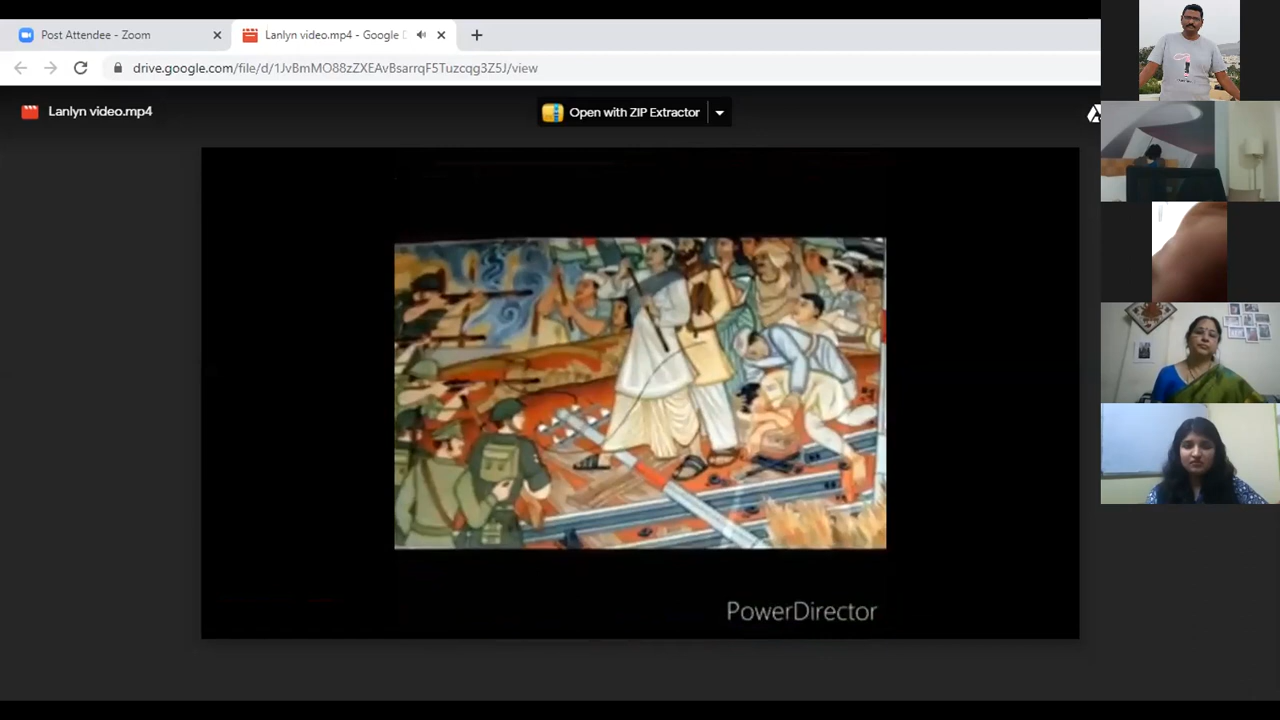 Post Attendee - Zoom
Lanlyn video.mp4 - Google D
drive.google.com/file/d/1JvBmMO88zZXEAvBsarrqF5Tuzcqg3Z5J/view
Lanlyn video.mp4
Open with ZIP Extractor
PowerDirector